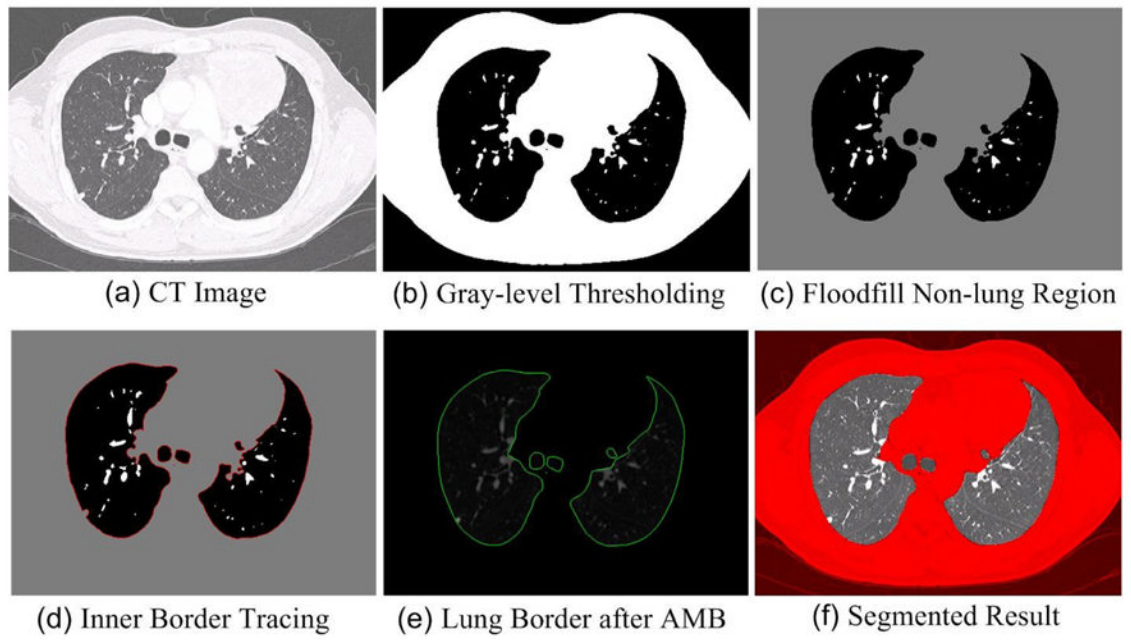 (a) CT Image
(b) Gray-level Thresholding
(c) Floodfill Non-lung Region
(d) Inner Border Tracing
(e) Lung Border after AMB
(f) Segmented Result